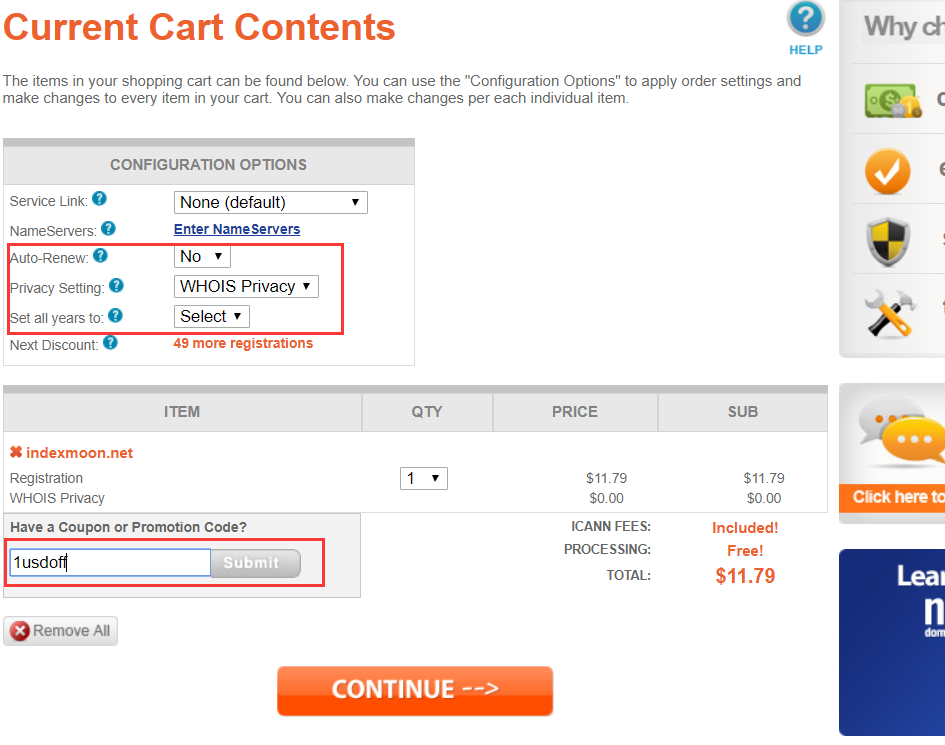 Current Cart Contents
HELP
The items in your shopping cart can be found below. You can use the "Configuration Options" to apply order settings and
make changes to every item in your cart. You can also make changes per each individual item.
CONFIGURATION OPTIONS
Service Link: ? None (default)
NameServers: ? Enter NameServers
Auto-Renew: ? No
Privacy Setting: ? WHOIS Privacy
Set all years to: ? Select
Next Discount: ? 49 more registrations
ITEM QTY PRICE SUB
indexmoon.net
Registration 1 $11.79 $11.79
WHOIS Privacy $0.00 $0.00
Have a Coupon or Promotion Code?
1usdoff Submit
ICANN FEES: Included!
PROCESSING: Free!
TOTAL: $11.79
Remove All
CONTINUE -->
Why ch
Click here to
Lear
n
dom